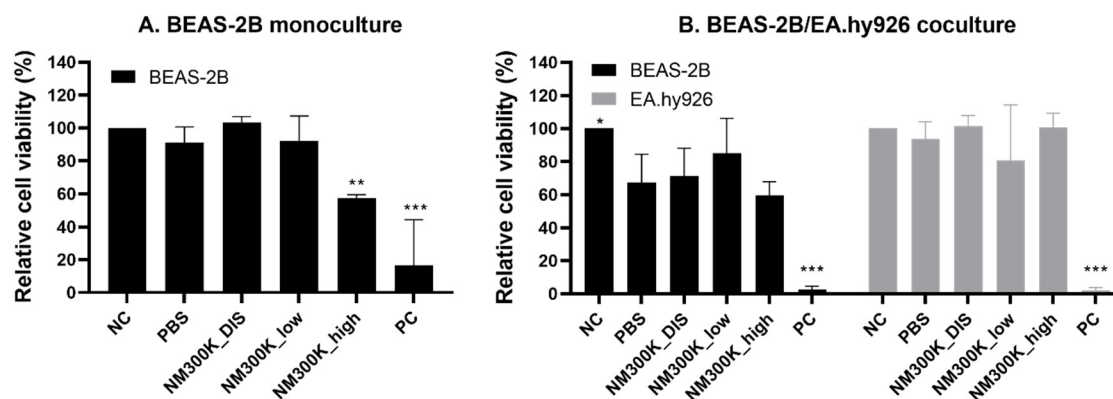 A. BEAS-2B monoculture
Relative cell viability (%)
140
120
100
80
60
40
20
0
BEAS-2B
**
***
NC
PBS
NM300K_DIS
NM300K_low
NM300K_high
PC
B. BEAS-2B/EA.hy926 coculture
Relative cell viability (%)
140
120
100
80
60
40
20
0
BEAS-2B
EA.hy926
*
***
***
NC
PBS
NM300K_DIS
NM300K_low
NM300K_high
PC
NC
PBS
NM300K_DIS
NM300K_low
NM300K_high
PC